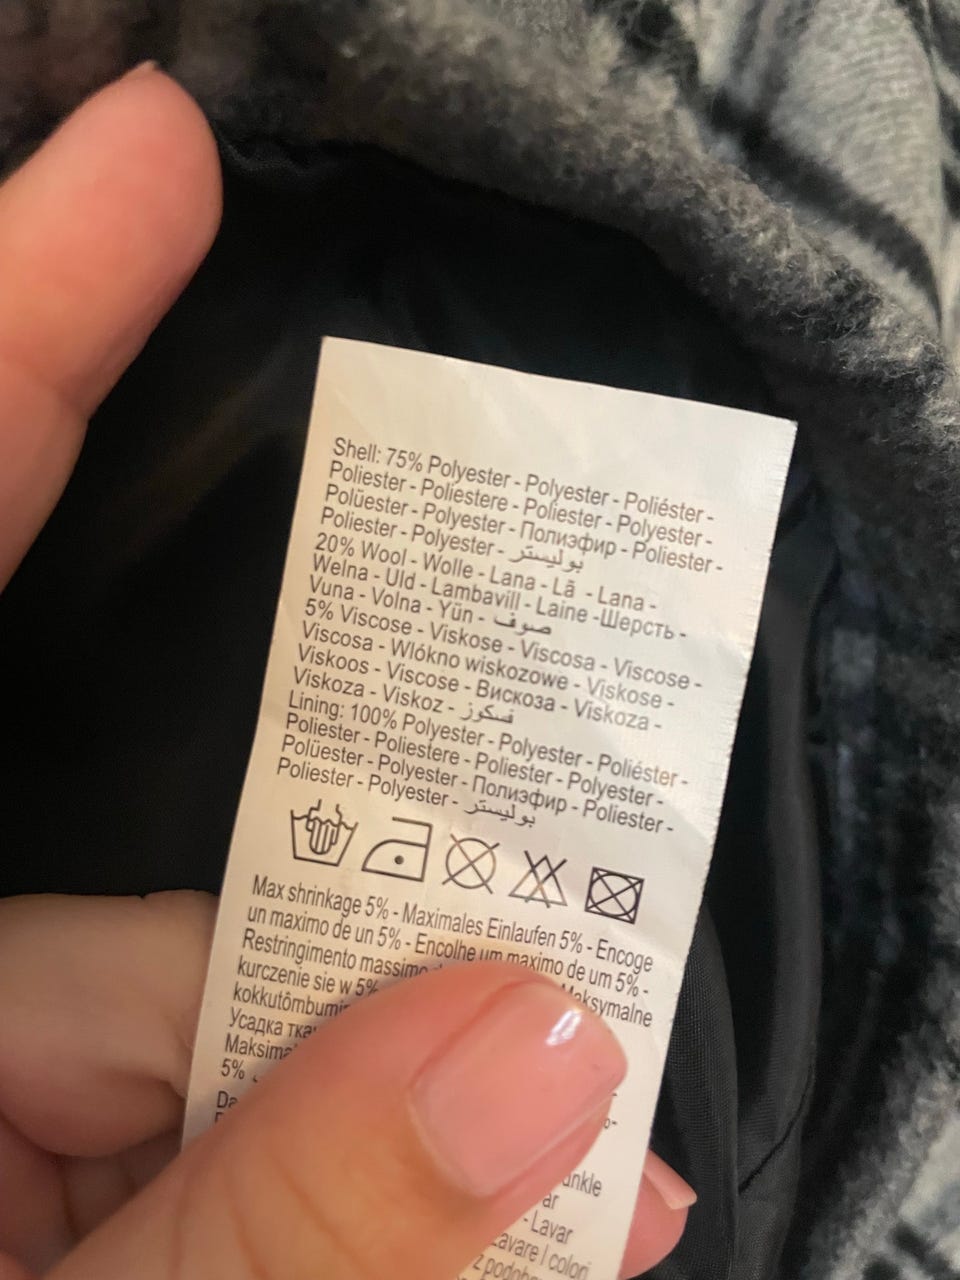 Shell: 75% Polyester - Polyester - Poliéster -
Poliester - Poliestere - Poliester - Polyester -
Polüester - Polyester - Полиэфир - Poliester -
Poliester - Polyester - بوليستر
20% Wool - Wolle - Lana - Lã - Lana -
Welna - Uld - Lambavill - Laine -Шерсть -
Vuna - Volna - Yün - صوف
5% Viscose - Viskose - Viscosa - Viscose -
Viscosa - Wlókno wiskozowe - Viskose -
Viskoos - Viscose - Вискоза - Viskoza -
Viskoza - Viskoz - فسكوز
Lining: 100% Polyester - Polyester - Poliéster -
Poliester - Poliestere - Poliester - Polyester -
Polüester - Polyester - Полиэфир - Poliester -
Poliester - Polyester - بوليستر
Max shrinkage 5% - Maximales Einlaufen 5% - Encoge
un maximo de un 5% - Encolhe um maximo de um 5% -
Restringimento massimo Maksymalne
kurczenie sie w 5%
Усадка
5%
- Lavar
colori